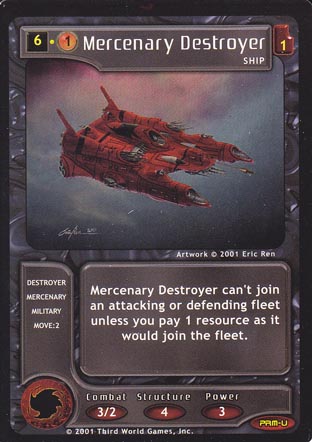 6 • 1 Mercenary Destroyer 1
SHIP
Artwork © 2001 Eric Ren
DESTROYER
MERCENARY
MILITARY
MOVE:2
Mercenary Destroyer can't join
an attacking or defending fleet
unless you pay 1 resource as it
would join the fleet.
Combat Structure Power
3/2 4 3
© 2001 Third World Games, Inc.
PRM-U